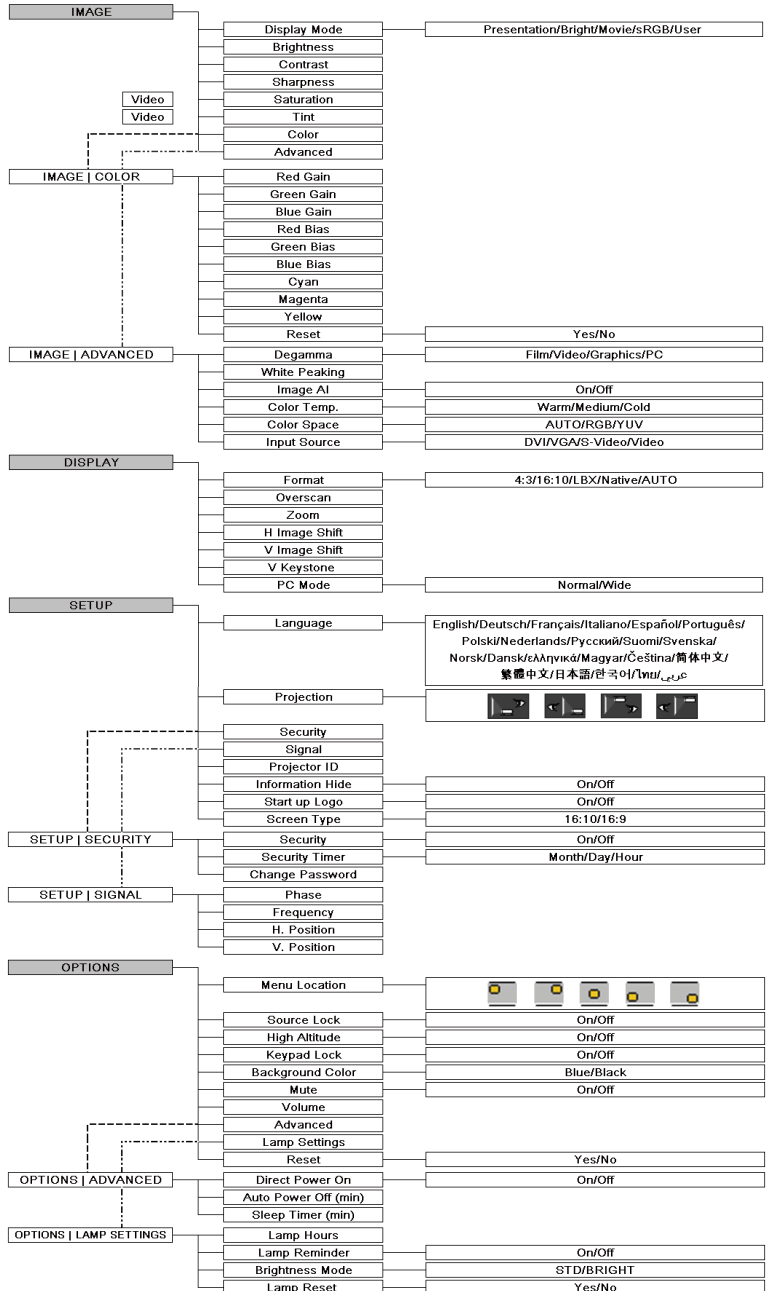 IMAGE
Display Mode Presentation/Bright/Movie/sRGB/User
Brightness
Contrast
Sharpness
Video Saturation
Video Tint
Color
Advanced
IMAGE | COLOR Red Gain
Green Gain
Blue Gain
Red Bias
Green Bias
Blue Bias
Cyan
Magenta
Yellow
Reset Yes/No
IMAGE | ADVANCED Degamma Film/Video/Graphics/PC
White Peaking
Image AI On/Off
Color Temp. Warm/Medium/Cold
Color Space AUTO/RGB/YUV
Input Source DVI/VGA/S-Video/Video
DISPLAY
Format 4:3/16:10/LBX/Native/AUTO
Overscan
Zoom
H Image Shift
V Image Shift
V Keystone
PC Mode Normal/Wide
SETUP
Language English/Deutsch/Français/Italiano/Español/Português/
Polski/Nederlands/Русский/Suomi/Svenska/
Norsk/Dansk/ελληνικά/Magyar/Čeština/简体中文/
繁體中文/日本語/한국어/ไทย/
Projection
Security
Signal
Projector ID
Information Hide On/Off
Start up Logo On/Off
Screen Type 16:10/16:9
SETUP | SECURITY Security On/Off
Security Timer Month/Day/Hour
Change Password
SETUP | SIGNAL Phase
Frequency
H. Position
V. Position
OPTIONS
Menu Location
Source Lock On/Off
High Altitude On/Off
Keypad Lock On/Off
Background Color Blue/Black
Mute On/Off
Volume
Advanced
Lamp Settings
Reset Yes/No
OPTIONS | ADVANCED Direct Power On On/Off
Auto Power Off (min)
Sleep Timer (min)
OPTIONS | LAMP SETTINGS Lamp Hours
Lamp Reminder On/Off
Brightness Mode STD/BRIGHT
Lamp Reset Yes/No